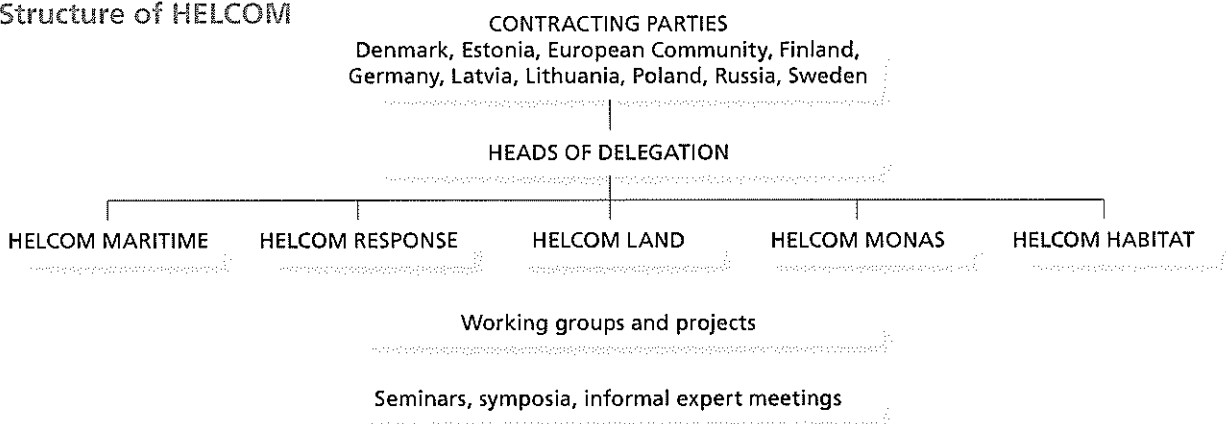 Structure of HELCOM
CONTRACTING PARTIES
Denmark, Estonia, European Community, Finland,
Germany, Latvia, Lithuania, Poland, Russia, Sweden
HEADS OF DELEGATION
HELCOM MARITIME HELCOM RESPONSE HELCOM LAND HELCOM MONAS HELCOM HABITAT
Working groups and projects
Seminars, symposia, informal expert meetings